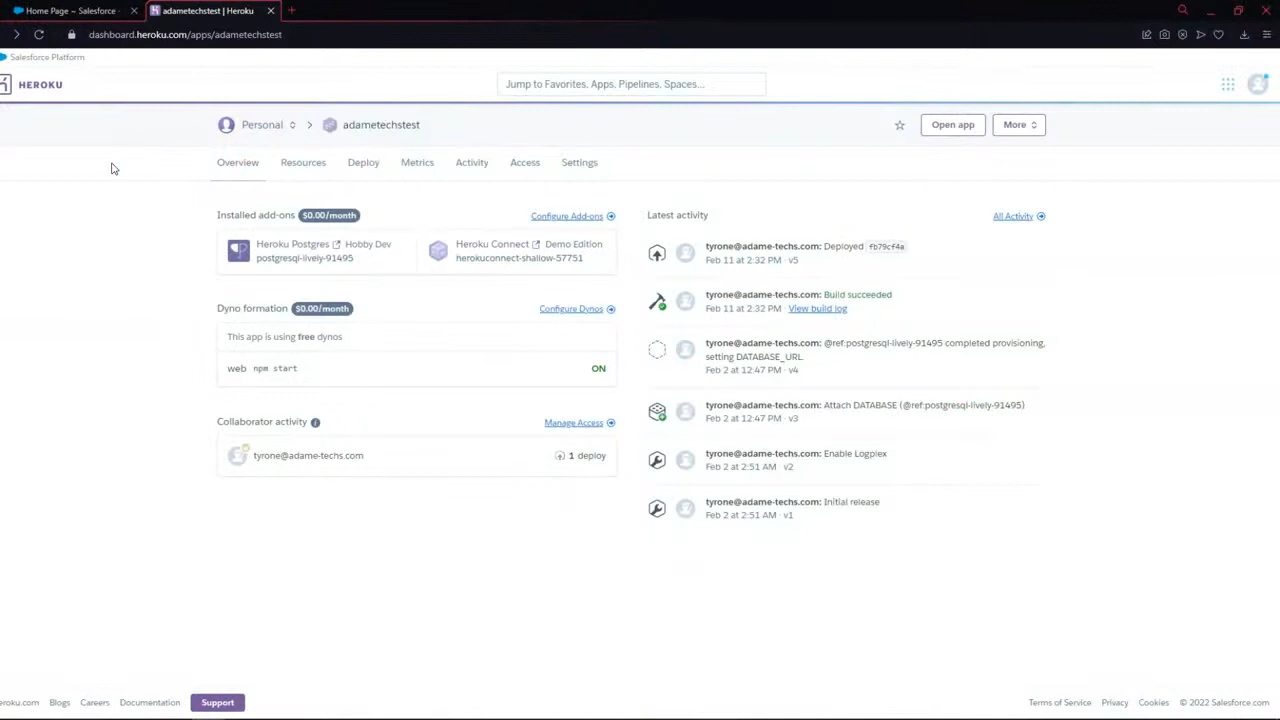 Home Page ~ Salesforce
adametechstest | Heroku
dashboard.heroku.com/apps/adametechstest
Salesforce Platform
HEROKU
Jump to Favorites, Apps, Pipelines, Spaces...
Personal
adametechstest
Open app
More
Overview
Resources
Deploy
Metrics
Activity
Access
Settings
Installed add-ons $0.00/month
Configure Add-ons
Heroku Postgres Hobby Dev
postgresql-lively-91495
Heroku Connect Demo Edition
herokuconnect-shallow-57751
Dyno formation $0.00/month
Configure Dynos
This app is using free dynos
web npm start
ON
Collaborator activity
Manage Access
tyrone@adame-techs.com
1 deploy
Latest activity
All Activity
tyrone@adame-techs.com: Deployed fb79cf4a
Feb 11 at 2:32 PM · v5
tyrone@adame-techs.com: Build succeeded
Feb 11 at 2:32 PM · View build log
tyrone@adame-techs.com: @ref:postgresql-lively-91495 completed provisioning,
setting DATABASE_URL.
Feb 2 at 12:47 PM · v4
tyrone@adame-techs.com: Attach DATABASE (@ref:postgresql-lively-91495)
Feb 2 at 12:47 PM · v3
tyrone@adame-techs.com: Enable Logplex
Feb 2 at 2:51 AM · v2
tyrone@adame-techs.com: Initial release
Feb 2 at 2:51 AM · v1
eroku.com
Blogs
Careers
Documentation
Support
Terms of Service
Privacy
Cookies
© 2022 Salesforce.com